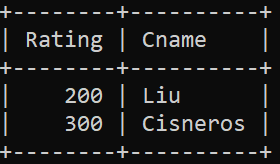 +--------+----------+
| Rating | Cname    |
+--------+----------+
|    200 | Liu      |
|    300 | Cisneros |
+--------+----------+